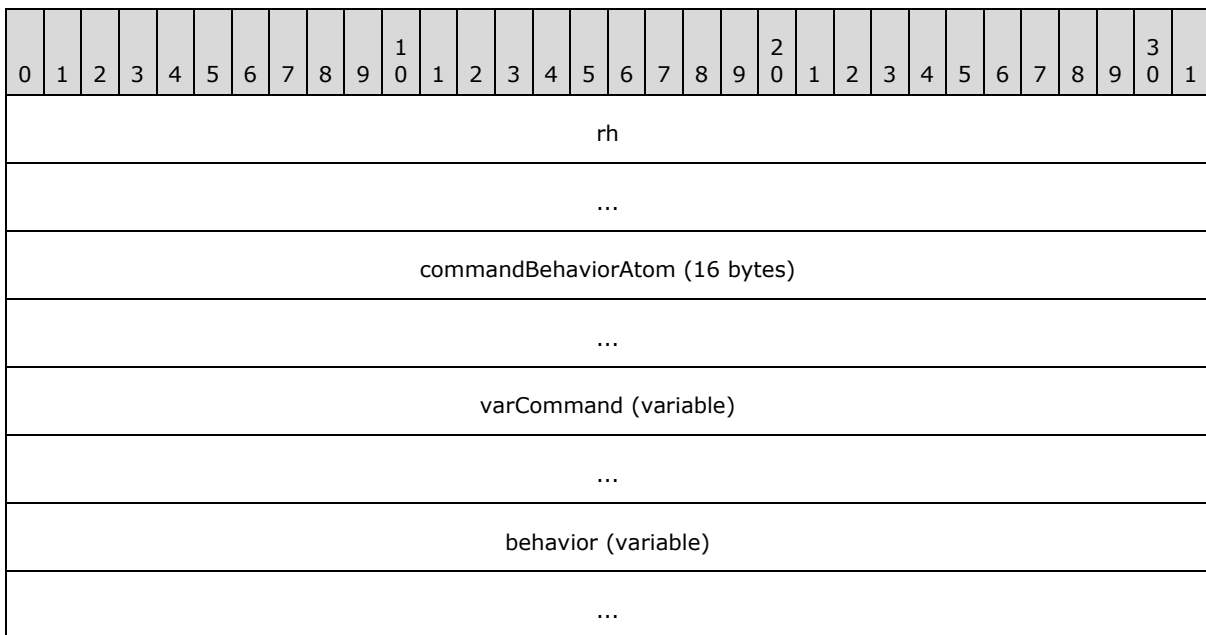 1 2 3
0 1 2 3 4 5 6 7 8 9 0 1 2 3 4 5 6 7 8 9 0 1 2 3 4 5 6 7 8 9 0 1
rh
...
commandBehaviorAtom (16 bytes)
...
varCommand (variable)
...
behavior (variable)
...